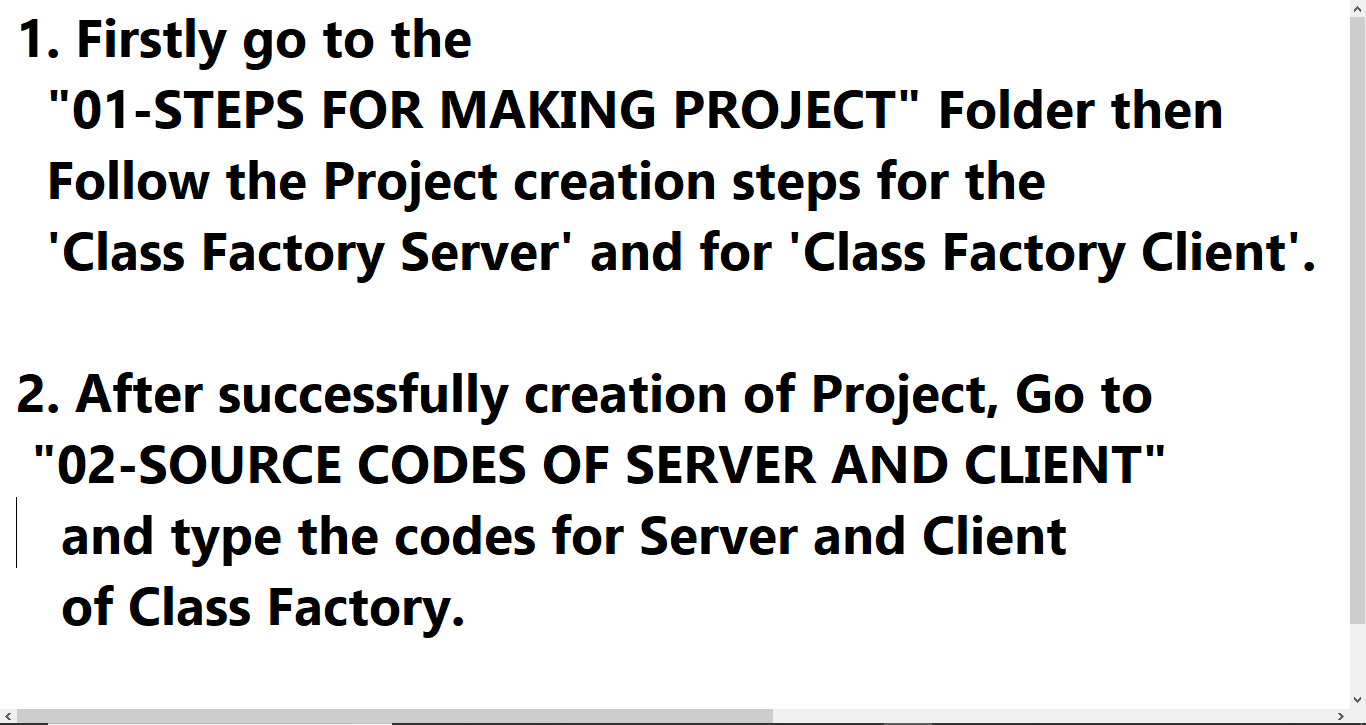 1. Firstly go to the
"01-STEPS FOR MAKING PROJECT" Folder then
Follow the Project creation steps for the
'Class Factory Server' and for 'Class Factory Client'.
2. After successfully creation of Project, Go to
"02-SOURCE CODES OF SERVER AND CLIENT"
and type the codes for Server and Client
of Class Factory.